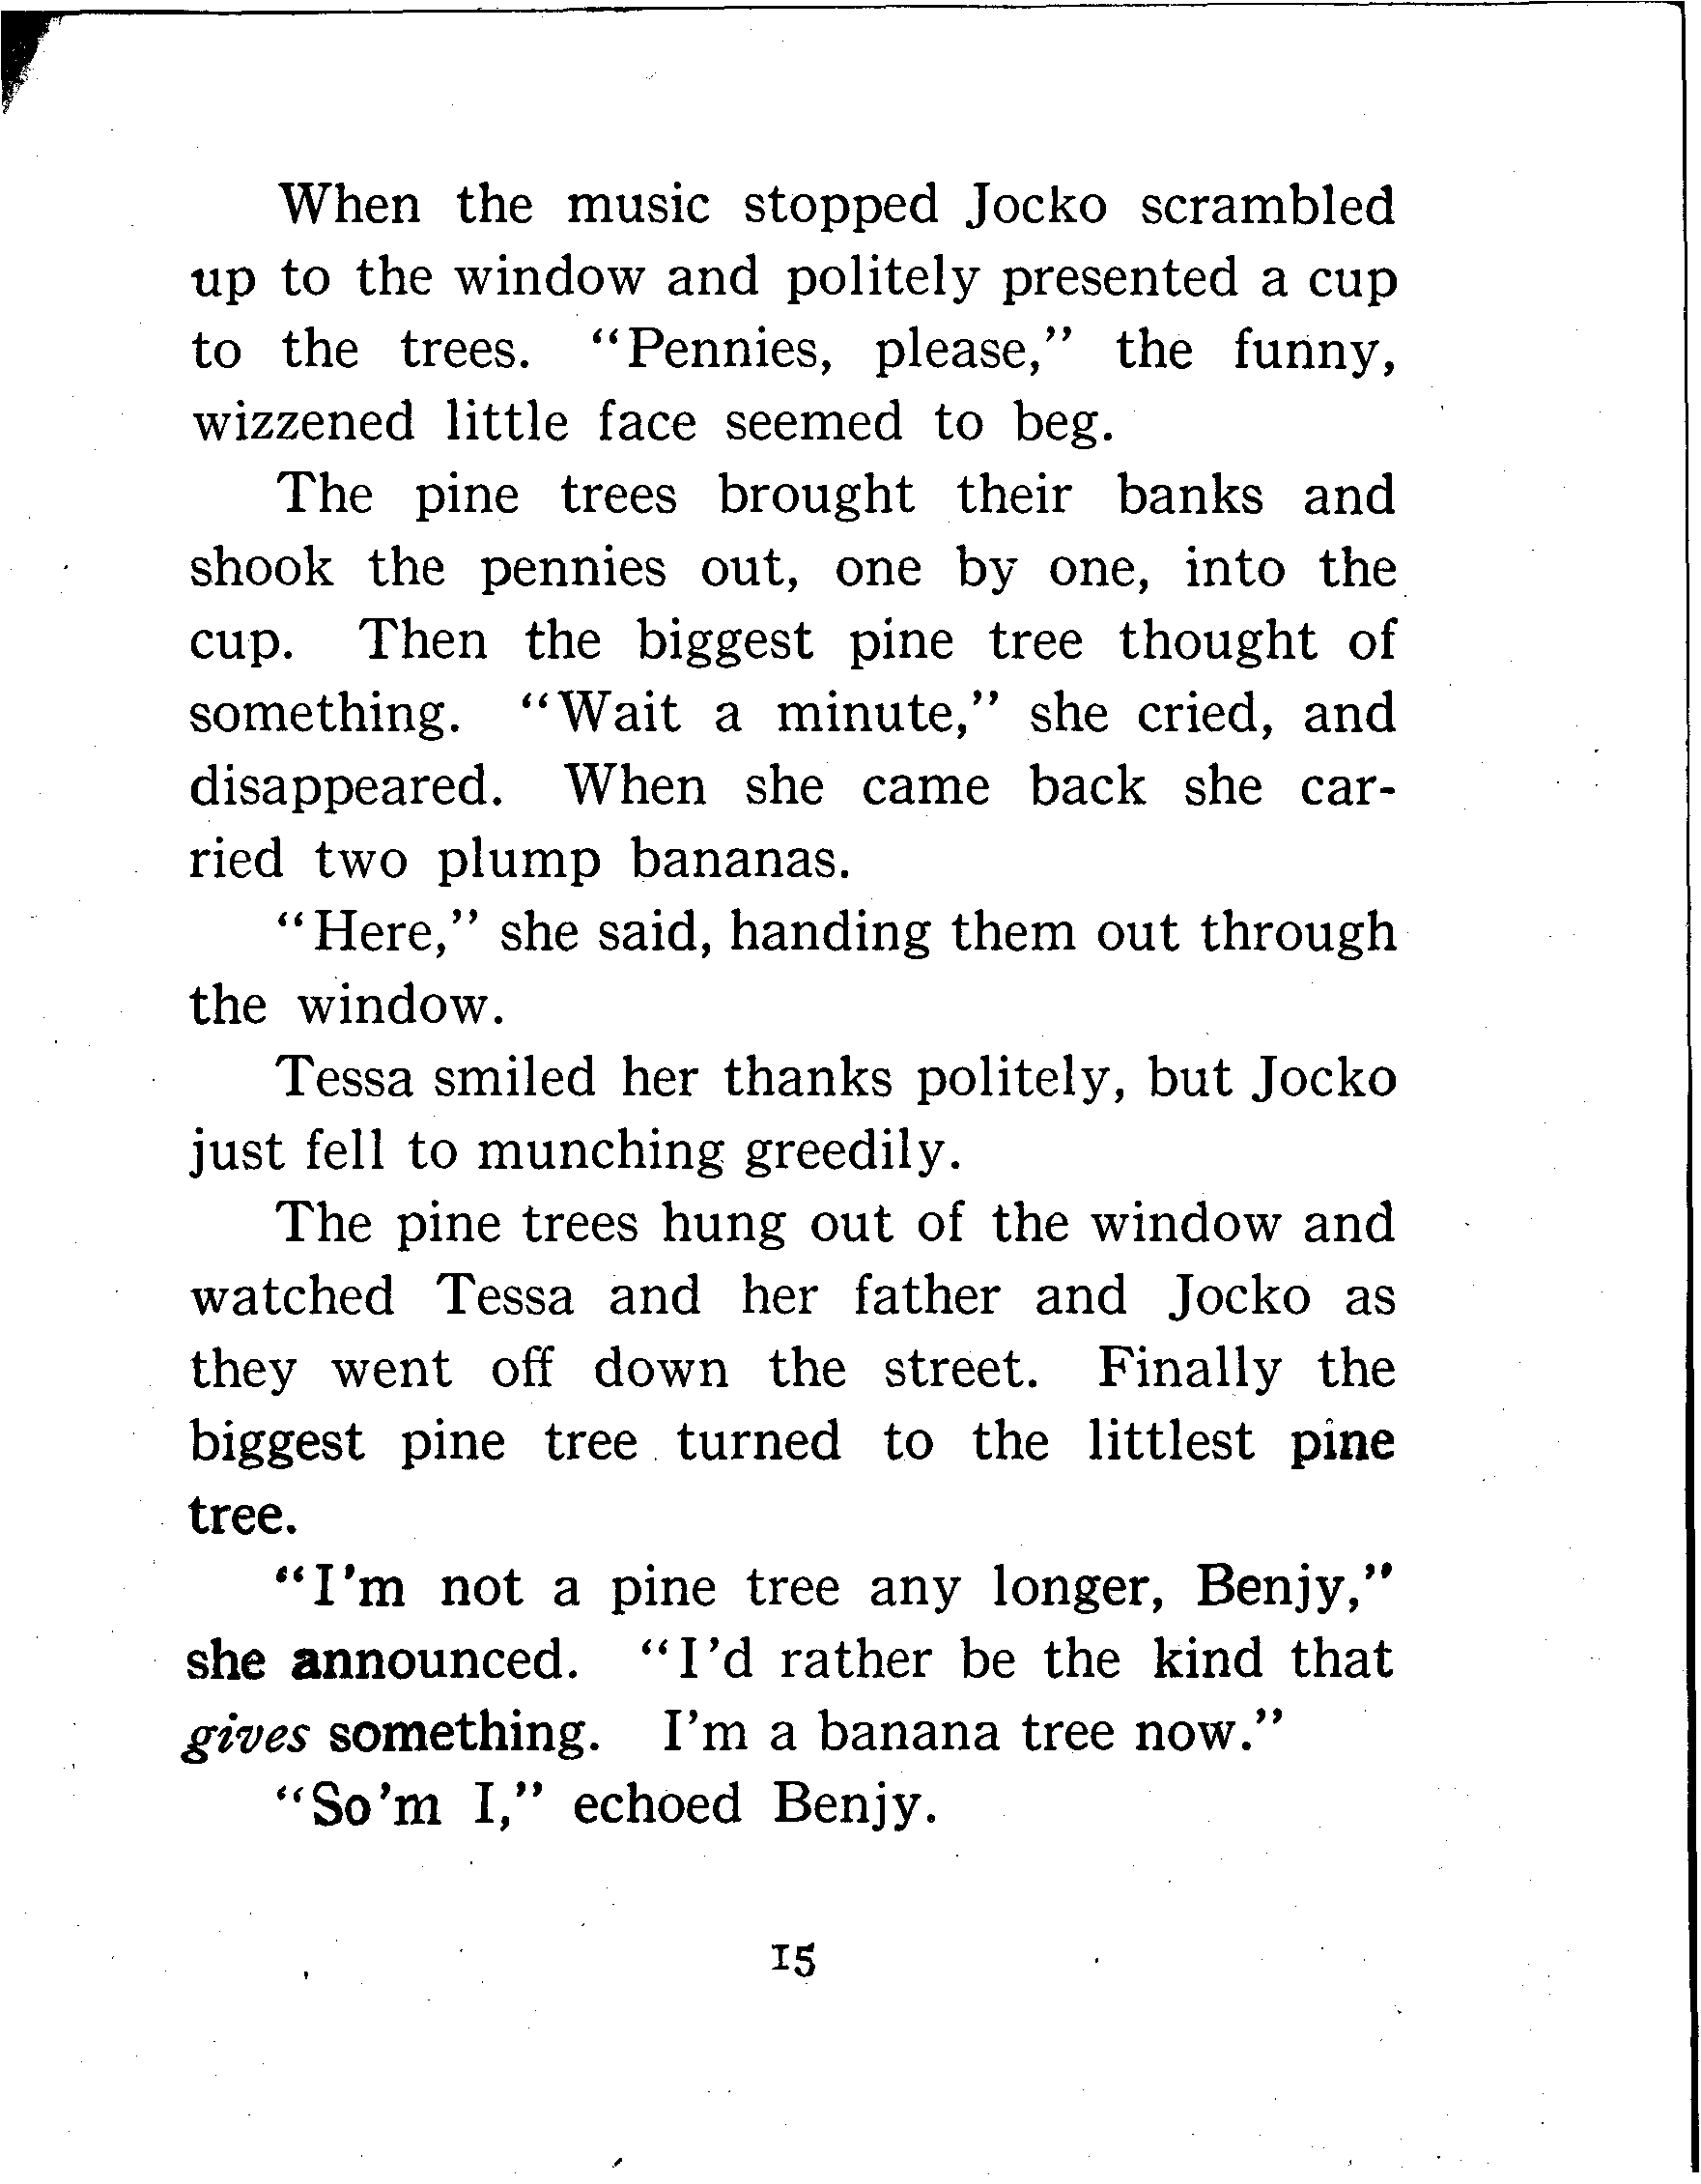 When the music stopped Jocko scrambled
up to the window and politely presented a cup
to the trees. “Pennies, please,” the funny,
wizzened little face seemed to beg.
The pine trees brought their banks and
shook the pennies out, one by one, into the
cup. Then the biggest pine tree thought of
something. “Wait a minute,” she cried, and
disappeared. When she came back she car-
ried two plump bananas.
“Here,” she said, handing them out through
the window.
Tessa smiled her thanks politely, but Jocko
just fell to munching greedily.
The pine trees hung out of the window and
watched Tessa and her father and Jocko as
they went off down the street. Finally the
biggest pine tree turned to the littlest pine
tree.
“I’m not a pine tree any longer, Benjy,”
she announced. “I’d rather be the kind that
gives something. I’m a banana tree now.”
“So’m I,” echoed Benjy.
15